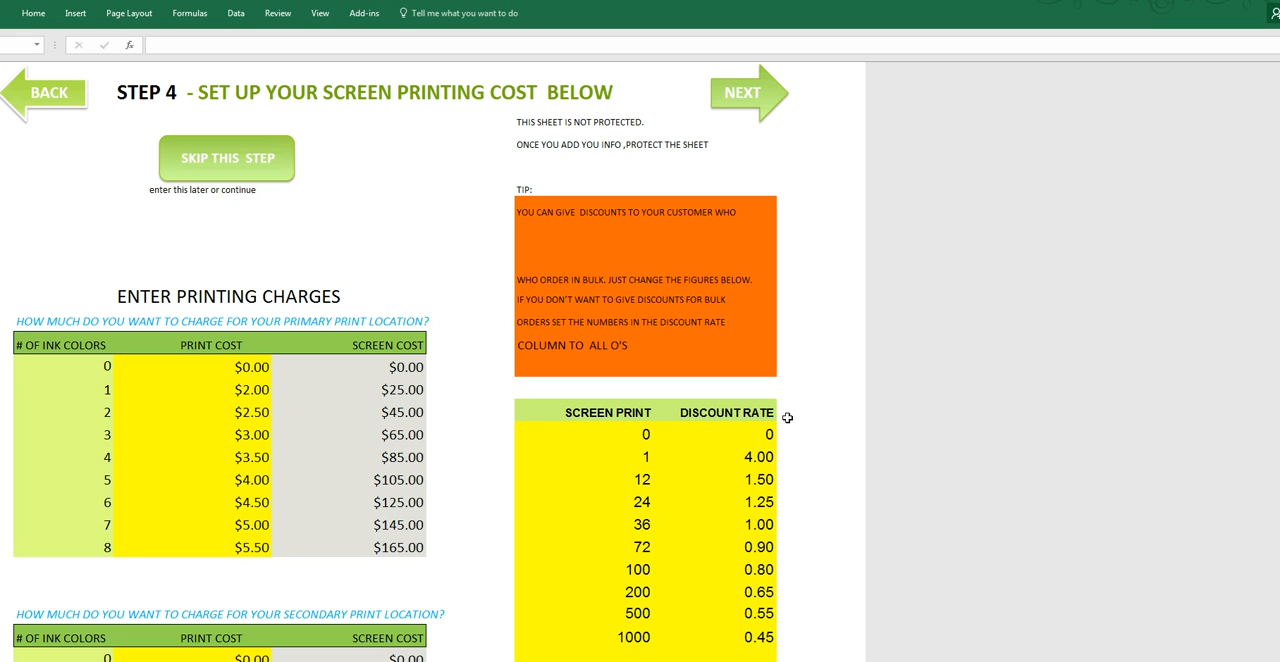 Home Insert Page Layout Formulas Data Review View Add-ins Tell me what you want to do
fx
BACK
STEP 4 - SET UP YOUR SCREEN PRINTING COST BELOW
NEXT
THIS SHEET IS NOT PROTECTED.
ONCE YOU ADD YOU INFO ,PROTECT THE SHEET
SKIP THIS STEP
enter this later or continue
TIP:
YOU CAN GIVE DISCOUNTS TO YOUR CUSTOMER WHO
WHO ORDER IN BULK. JUST CHANGE THE FIGURES BELOW.
IF YOU DON'T WANT TO GIVE DISCOUNTS FOR BULK
ORDERS SET THE NUMBERS IN THE DISCOUNT RATE
COLUMN TO ALL O'S
ENTER PRINTING CHARGES
HOW MUCH DO YOU WANT TO CHARGE FOR YOUR PRIMARY PRINT LOCATION?
# OF INK COLORS PRINT COST SCREEN COST
0 $0.00 $0.00
1 $2.00 $25.00
2 $2.50 $45.00
3 $3.00 $65.00
4 $3.50 $85.00
5 $4.00 $105.00
6 $4.50 $125.00
7 $5.00 $145.00
8 $5.50 $165.00
SCREEN PRINT DISCOUNT RATE
0 0
1 4.00
12 1.50
24 1.25
36 1.00
72 0.90
100 0.80
200 0.65
500 0.55
1000 0.45
HOW MUCH DO YOU WANT TO CHARGE FOR YOUR SECONDARY PRINT LOCATION?
# OF INK COLORS PRINT COST SCREEN COST
0 $0.00 $0.00